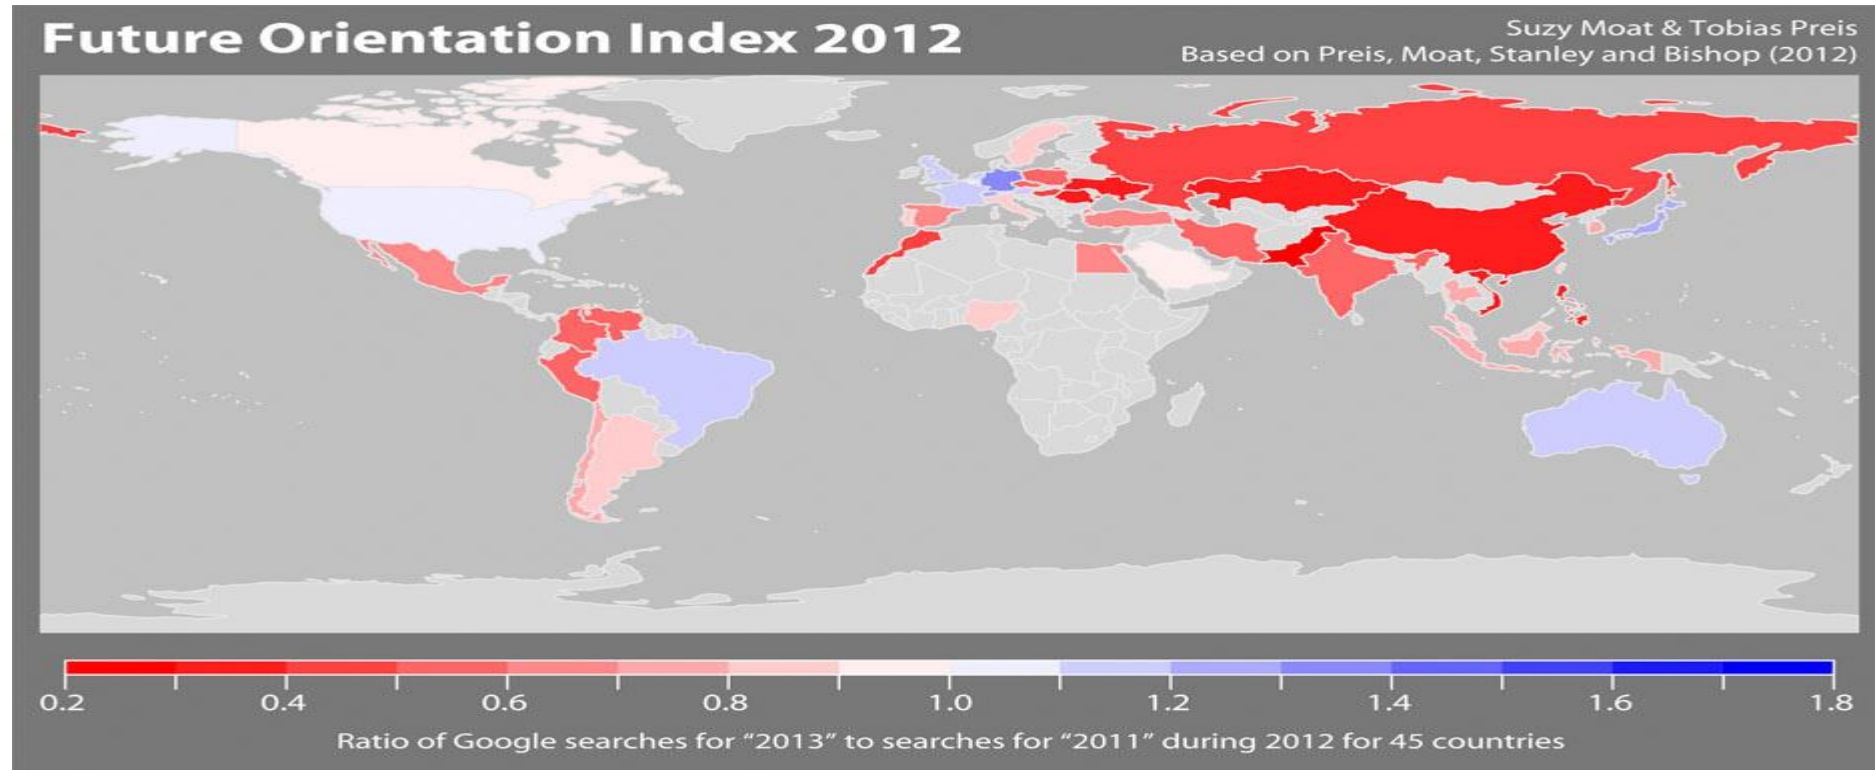 Future Orientation Index 2012
Suzy Moat & Tobias Preis
Based on Preis, Moat, Stanley and Bishop (2012)
0.2 0.4 0.6 0.8 1.0 1.2 1.4 1.6 1.8
Ratio of Google searches for “2013” to searches for “2011” during 2012 for 45 countries